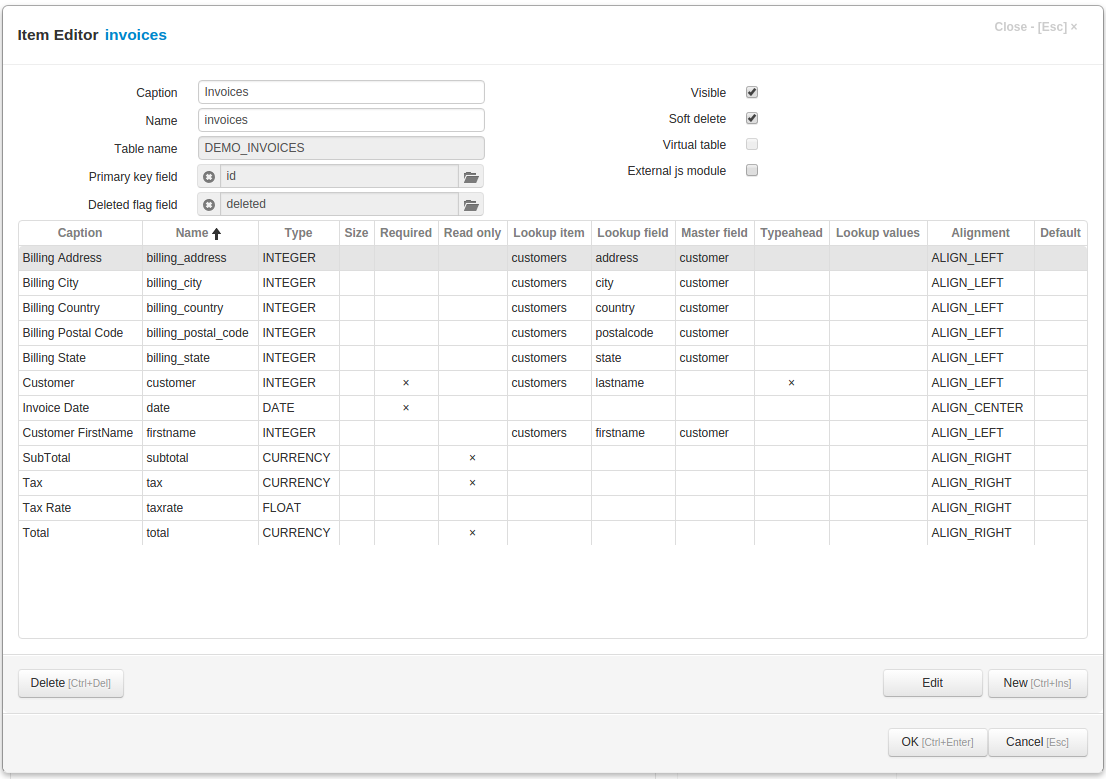 Item Editor invoices
Close - [Esc] ×
Caption Invoices Visible
Name invoices Soft delete
Table name DEMO_INVOICES Virtual table
Primary key field id External js module
Deleted flag field deleted
Caption Name Type Size Required Read only Lookup item Lookup field Master field Typeahead Lookup values Alignment Default
Billing Address billing_address INTEGER customers address customer ALIGN_LEFT
Billing City billing_city INTEGER customers city customer ALIGN_LEFT
Billing Country billing_country INTEGER customers country customer ALIGN_LEFT
Billing Postal Code billing_postal_code INTEGER customers postalcode customer ALIGN_LEFT
Billing State billing_state INTEGER customers state customer ALIGN_LEFT
Customer customer INTEGER × customers lastname × ALIGN_LEFT
Invoice Date date DATE × ALIGN_CENTER
Customer FirstName firstname INTEGER customers firstname customer ALIGN_LEFT
SubTotal subtotal CURRENCY × ALIGN_RIGHT
Tax tax CURRENCY × ALIGN_RIGHT
Tax Rate taxrate FLOAT ALIGN_RIGHT
Total total CURRENCY × ALIGN_RIGHT
Delete [Ctrl+Del] Edit New [Ctrl+Ins]
OK [Ctrl+Enter] Cancel [Esc]